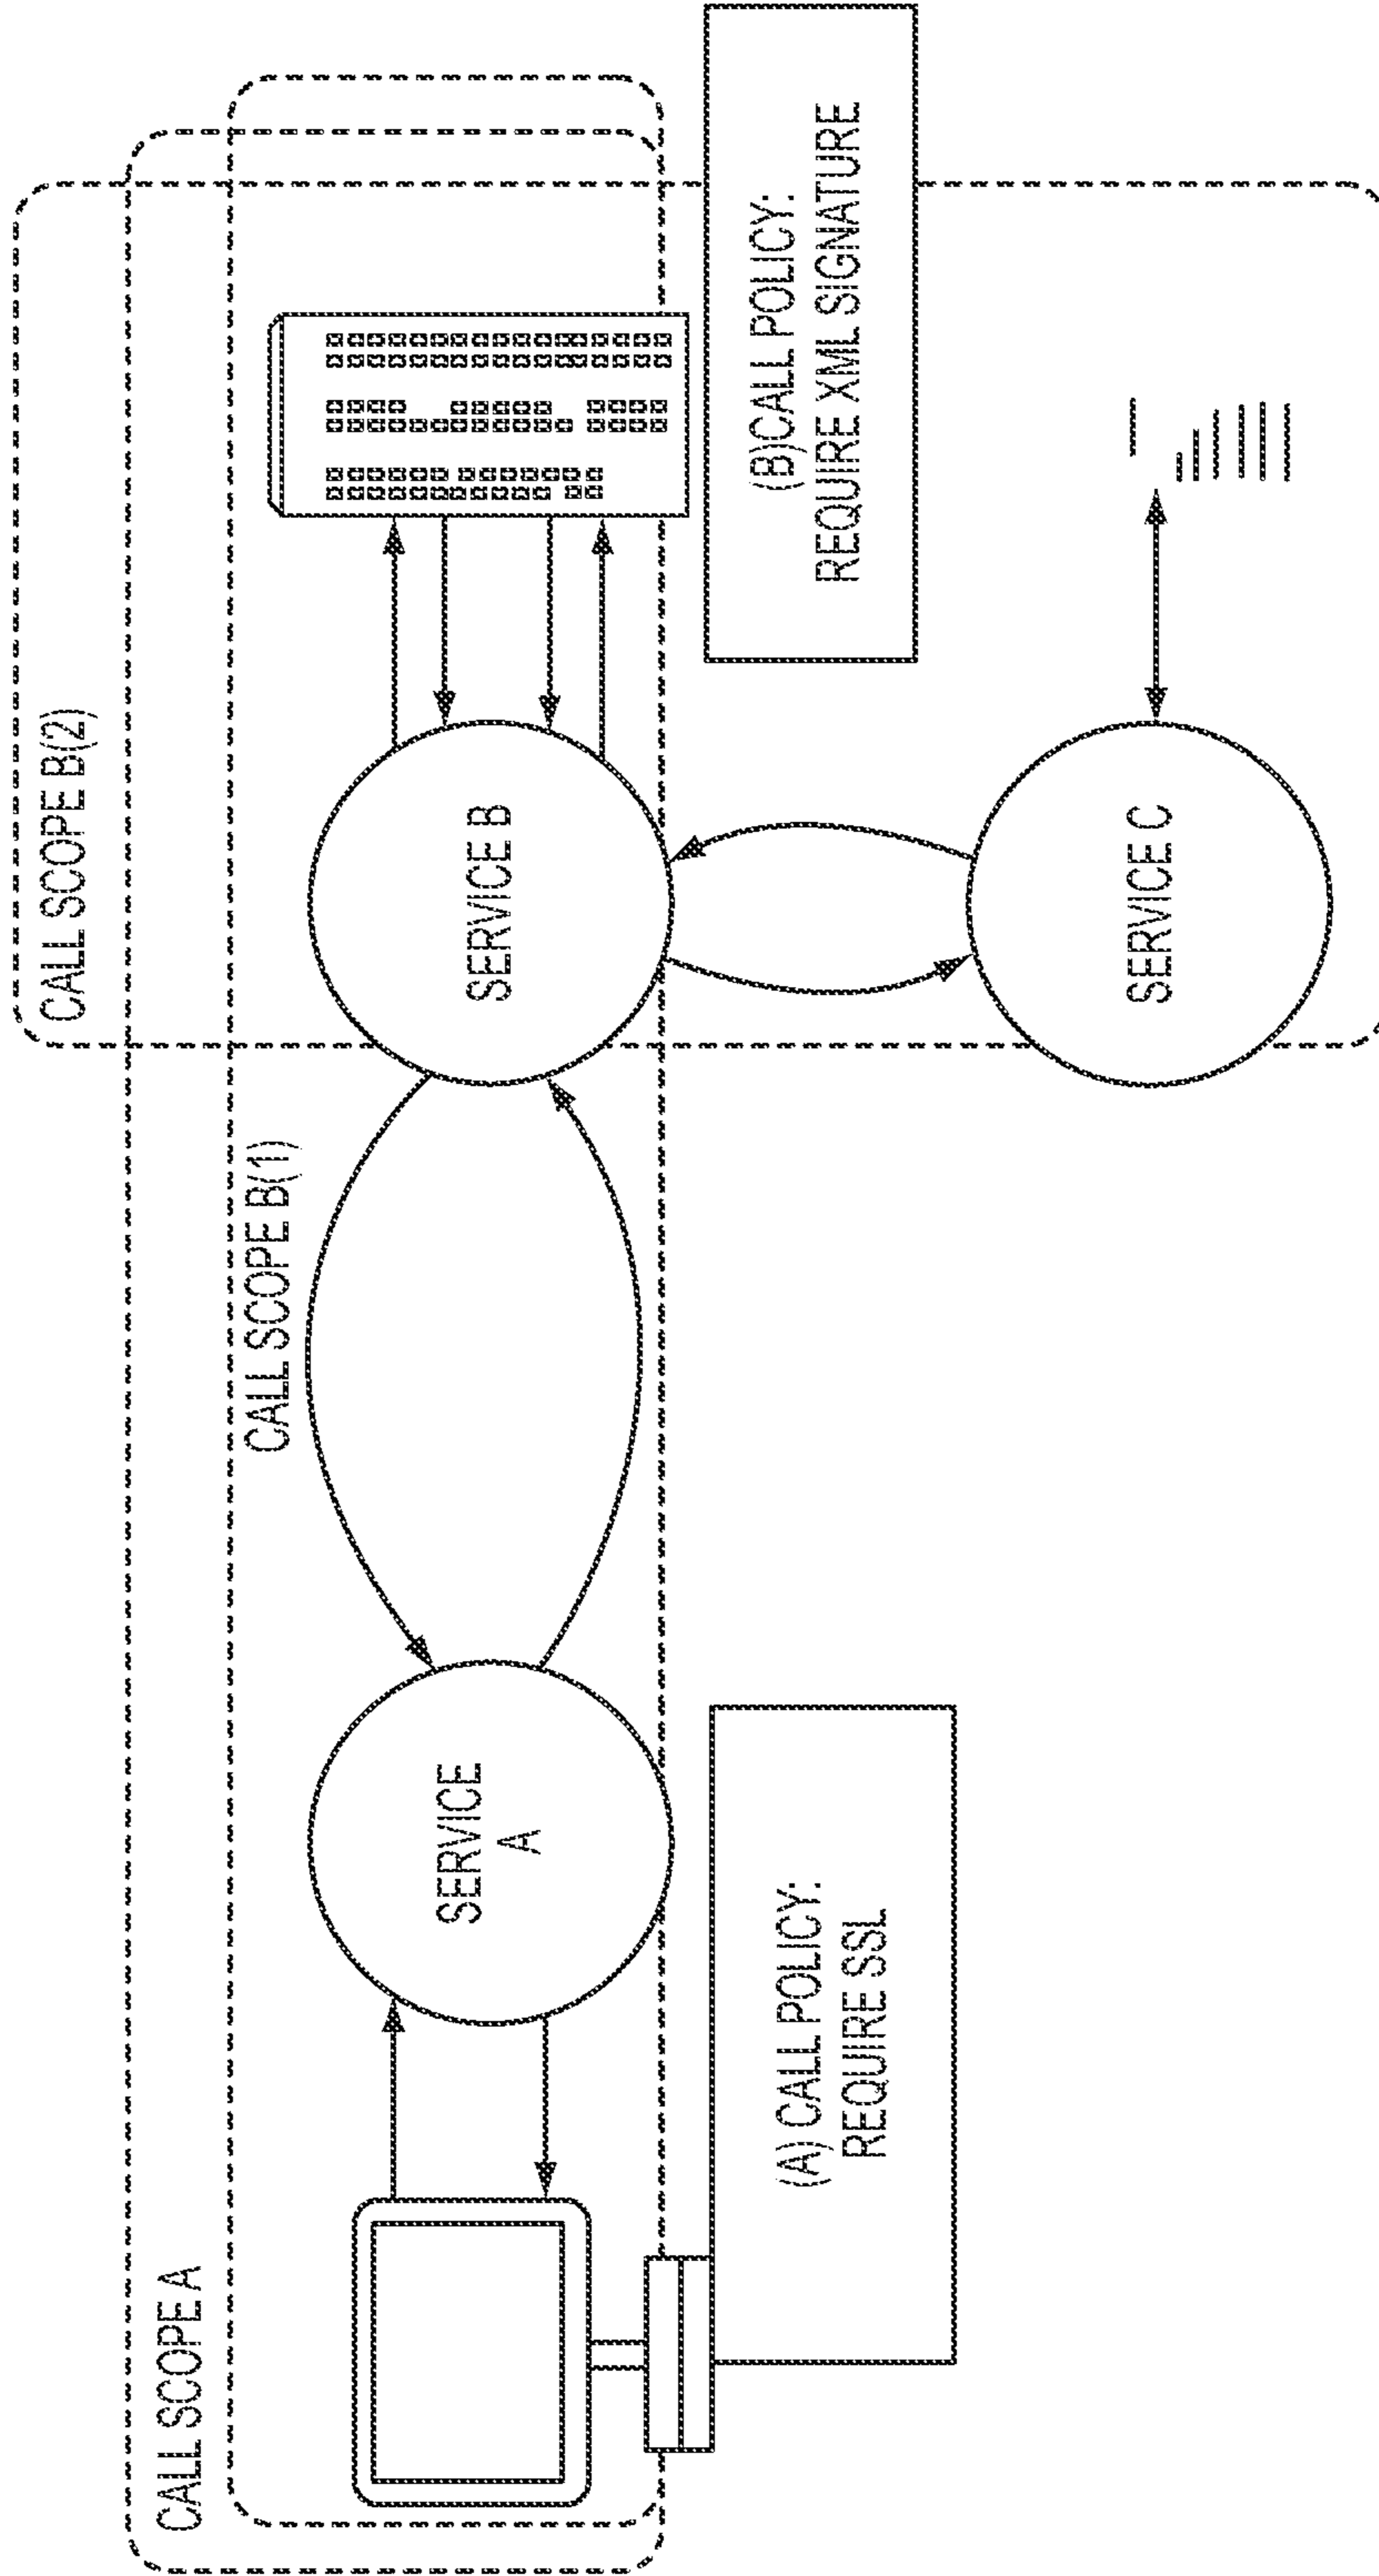 CALL SCOPE A
CALL SCOPE B(1)
CALL SCOPE B(2)
SERVICE
A
SERVICE B
SERVICE C
(A) CALL POLICY:
REQUIRE SSL
(B)CALL POLICY:
REQUIRE XML SIGNATURE